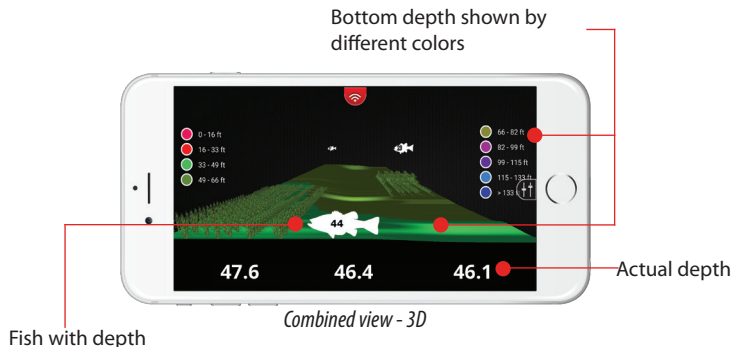 Bottom depth shown by
different colors
0 - 16 ft
16 - 33 ft
33 - 49 ft
49 - 66 ft
66 - 82 ft
82 - 99 ft
99 - 115 ft
115 - 133 ft
> 133 f
44
47.6 46.4 46.1
Actual depth
Combined view - 3D
Fish with depth